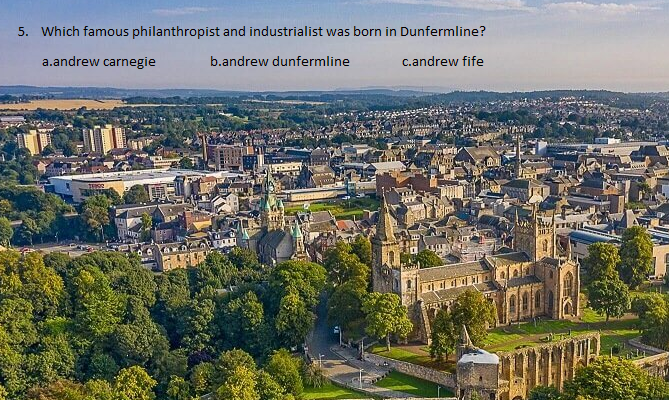 5. Which famous philanthropist and industrialist was born in Dunfermline?
a.andrew carnegie b.andrew dunfermline c.andrew fife